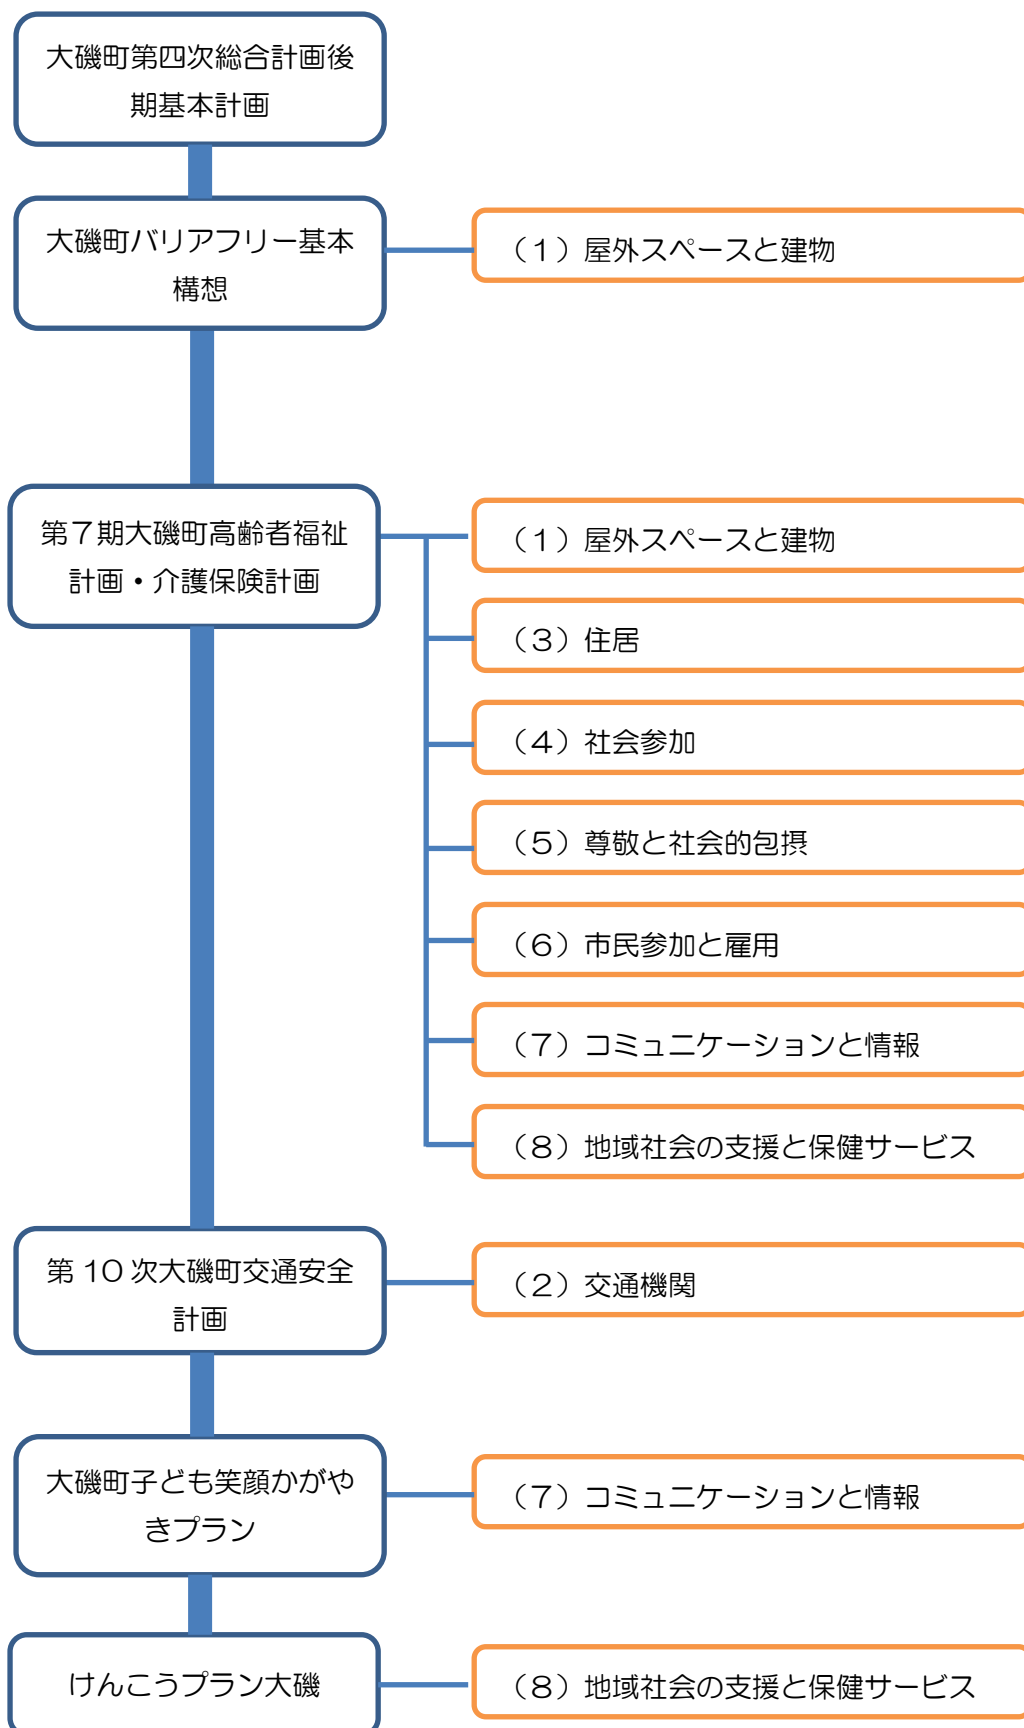 大磯町第四次総合計画後
期基本計画
大磯町バリアフリー基本
構想
（１）屋外スペースと建物
第７期大磯町高齢者福祉
計画・介護保険計画
（１）屋外スペースと建物
（３）住居
（４）社会参加
（５）尊敬と社会的包摂
（６）市民参加と雇用
（７）コミュニケーションと情報
（８）地域社会の支援と保健サービス
第 10 次大磯町交通安全
計画
（２）交通機関
大磯町子ども笑顔かがや
きプラン
（７）コミュニケーションと情報
けんこうプラン大磯
（８）地域社会の支援と保健サービス